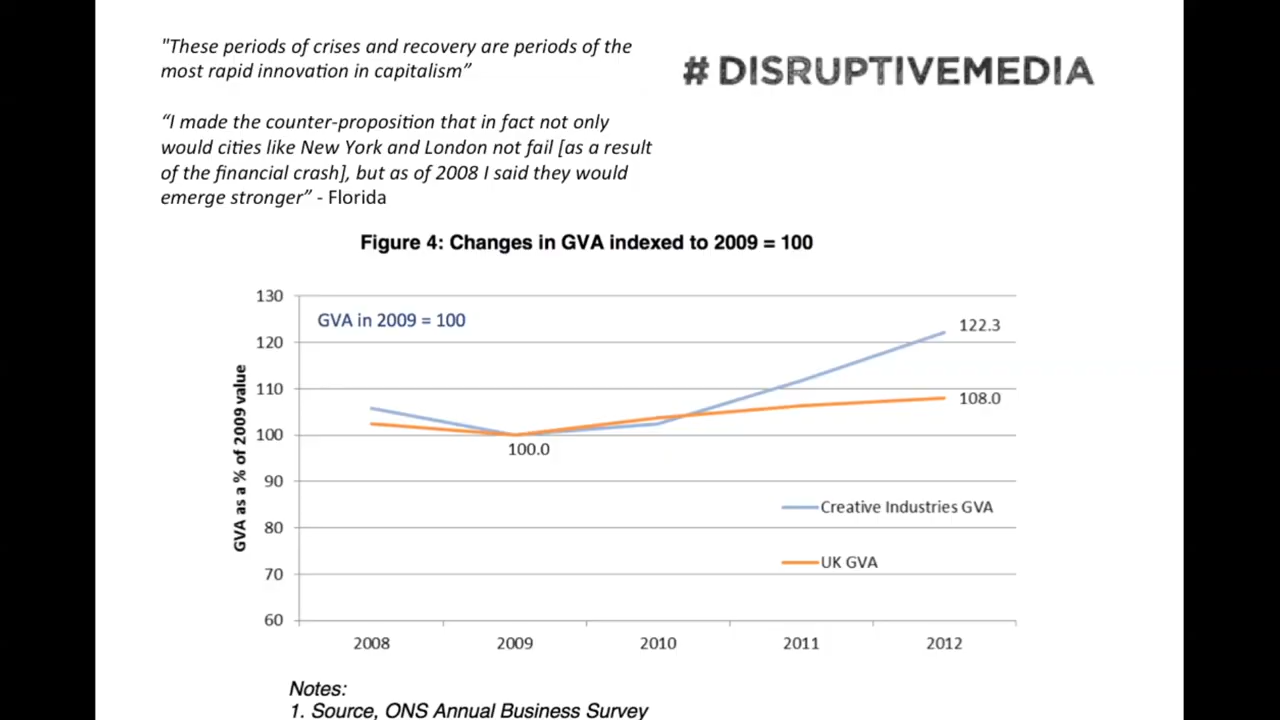 "These periods of crises and recovery are periods of the
most rapid innovation in capitalism”
#DISRUPTIVEMEDIA
“I made the counter-proposition that in fact not only
would cities like New York and London not fail [as a result
of the financial crash], but as of 2008 I said they would
emerge stronger” - Florida
Figure 4: Changes in GVA indexed to 2009 = 100
GVA in 2009 = 100
GVA as a % of 2009 value
130
120
110
100
90
80
70
60
122.3
108.0
100.0
Creative Industries GVA
UK GVA
2008 2009 2010 2011 2012
Notes:
1. Source, ONS Annual Business Survey